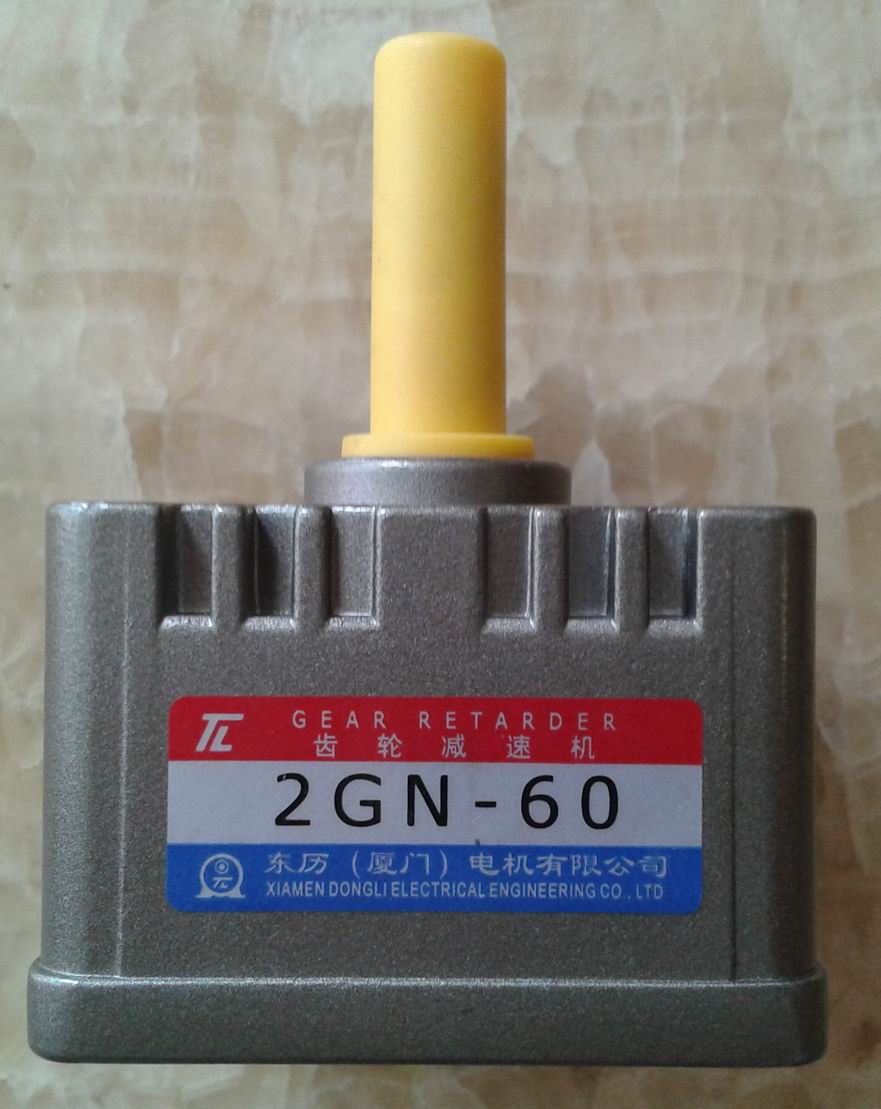 TL
GEAR RETARDER
齿轮减速机
2GN-60
东历（厦门）电机有限公司
XIAMEN DONGLI ELECTRICAL ENGINEERING CO.,LTD